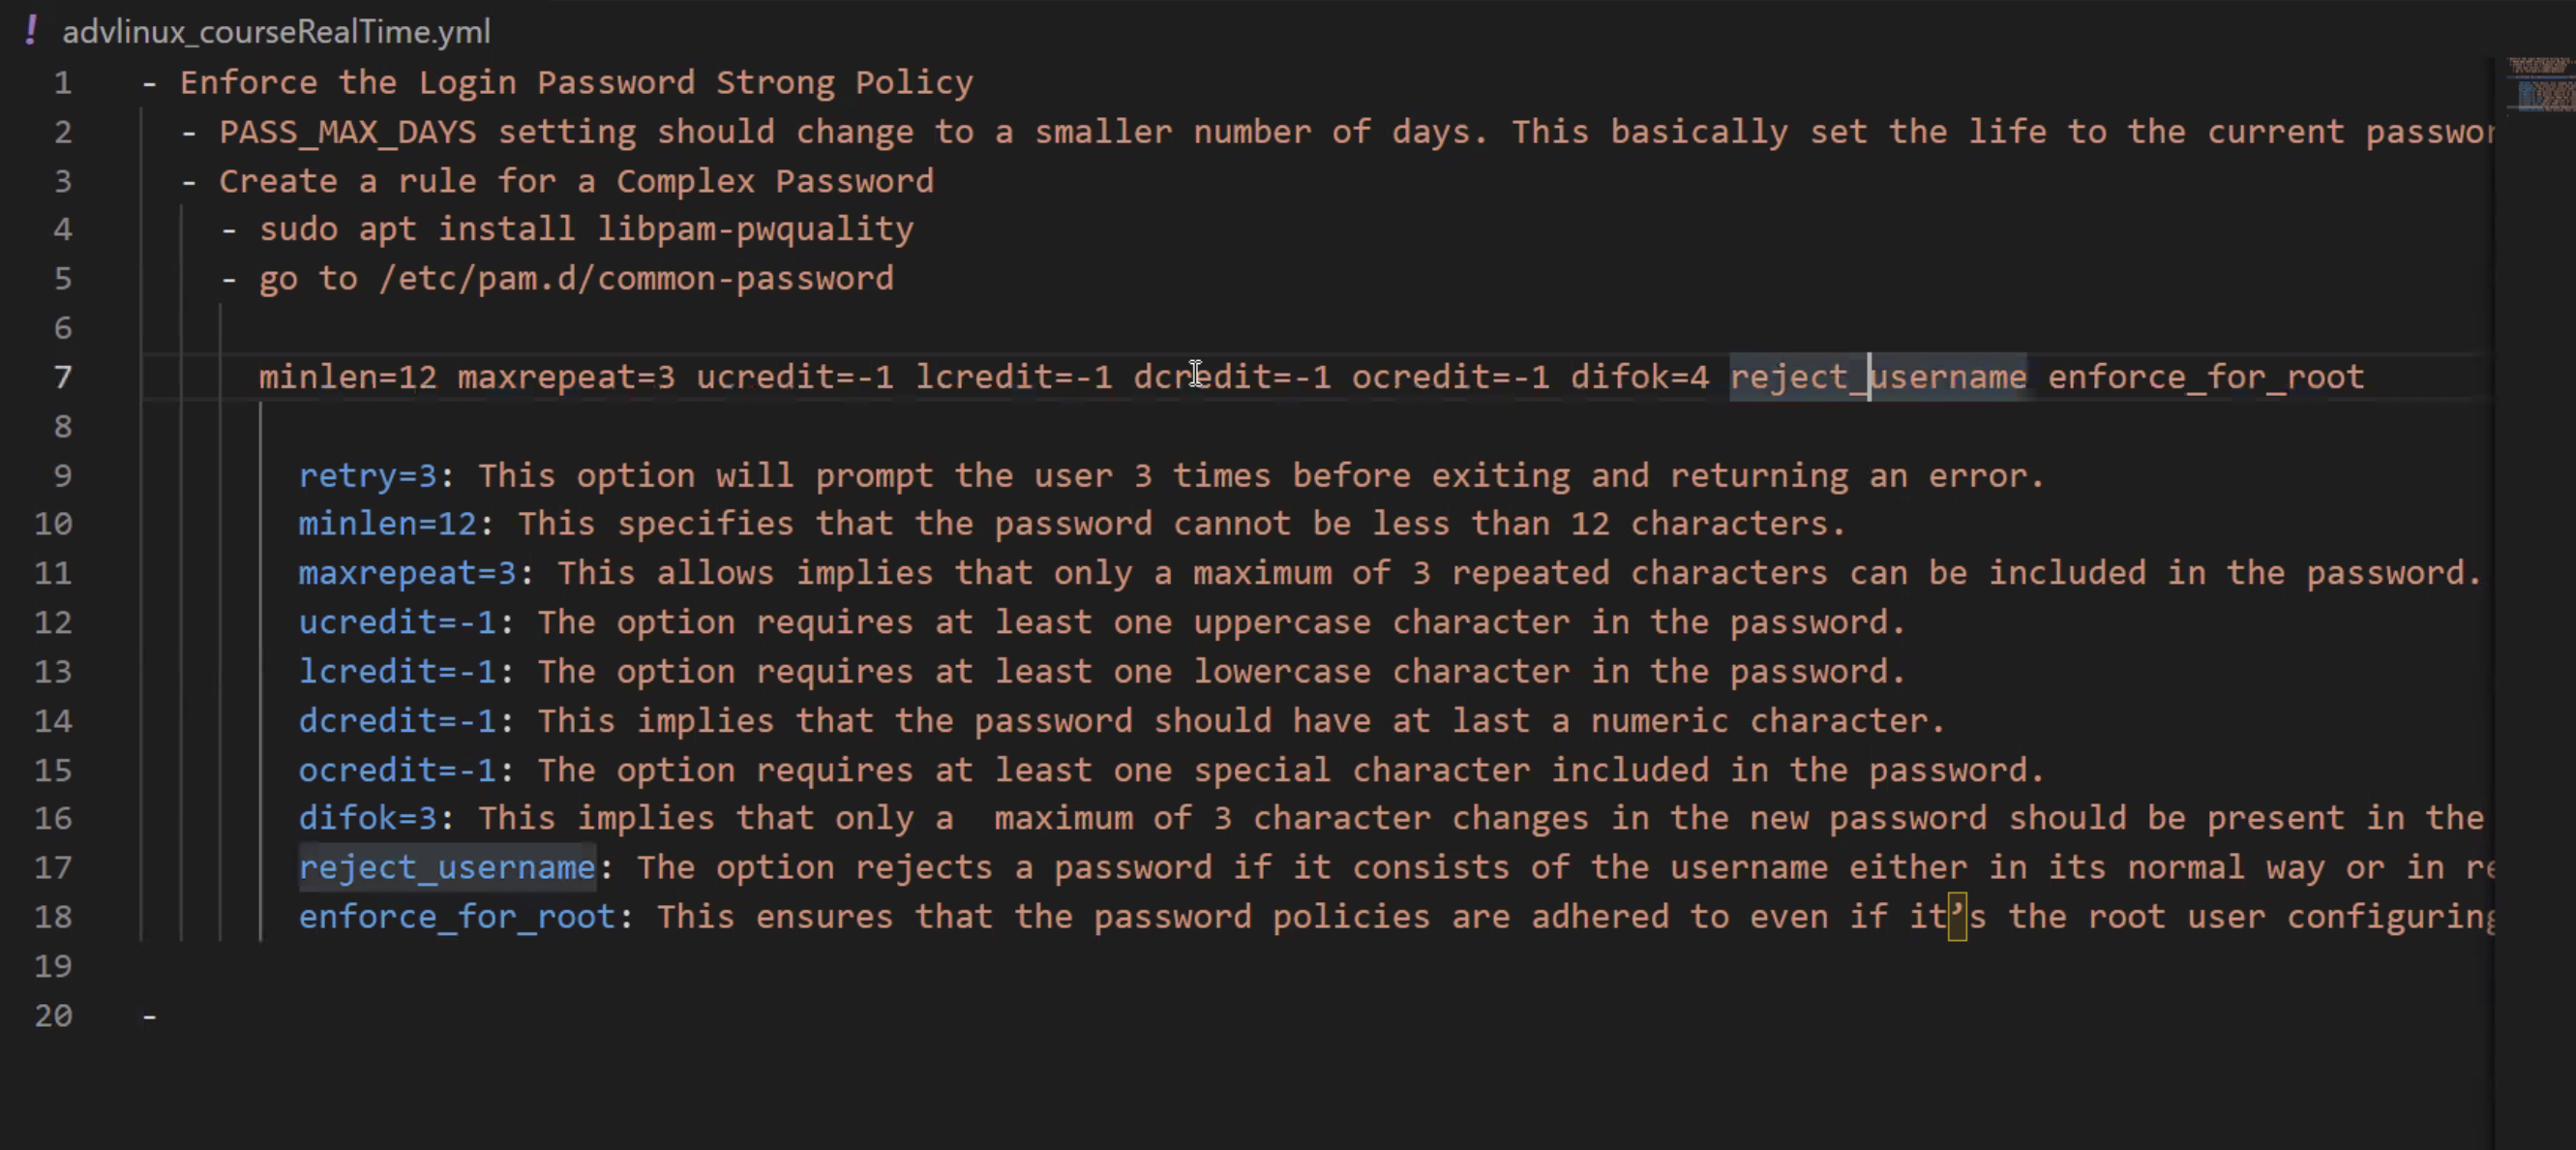 ! advlinux_courseRealTime.yml
1 - Enforce the Login Password Strong Policy
2 - PASS_MAX_DAYS setting should change to a smaller number of days. This basically set the life to the current
3 - Create a rule for a Complex Password
4 - sudo apt install libpam-pwquality
5 - go to /etc/pam.d/common-password
6
7 minlen=12 maxrepeat=3 ucredit=-1 lcredit=-1 dcredit=-1 ocredit=-1 difok=4 reject_username enforce_for_root
8
9 retry=3: This option will prompt the user 3 times before exiting and returning an error.
10 minlen=12: This specifies that the password cannot be less than 12 characters.
11 maxrepeat=3: This allows implies that only a maximum of 3 repeated characters can be included in the password.
12 ucredit=-1: The option requires at least one uppercase character in the password.
13 lcredit=-1: The option requires at least one lowercase character in the password.
14 dcredit=-1: This implies that the password should have at last a numeric character.
15 ocredit=-1: The option requires at least one special character included in the password.
16 difok=3: This implies that only a  maximum of 3 character changes in the new password should be present in the
17 reject_username: The option rejects a password if it consists of the username either in its normal way or in
18 enforce_for_root: This ensures that the password policies are adhered to even if it’s the root user configuring
19
20 -